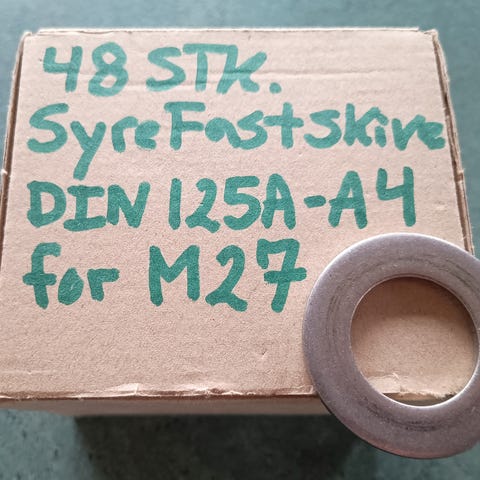 48 STK.
SyreFastskive
DIN 125A-A4
for M27